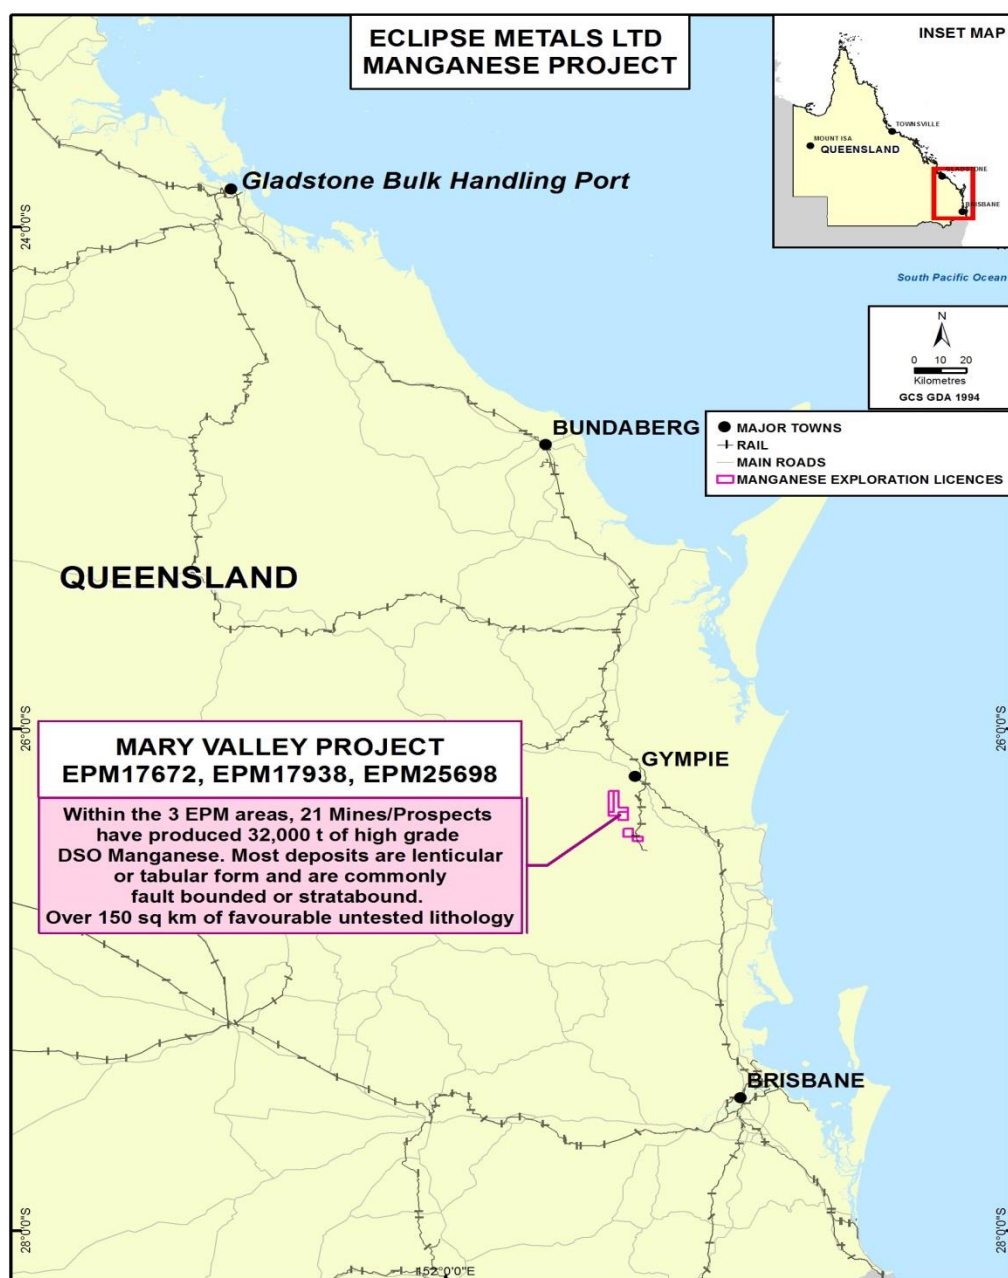 ECLIPSE METALS LTD
MANGANESE PROJECT
INSET MAP
TOWNSVILLE
MOUNT ISA
QUEENSLAND
GLADSTONE
BRISBANE
Gladstone Bulk Handling Port
24°0'0"S
South Pacific Ocean
N
0 10 20
Kilometres
GCS GDA 1994
BUNDABERG
MAJOR TOWNS
RAIL
MAIN ROADS
MANGANESE EXPLORATION LICENCES
QUEENSLAND
26°0'0"S
26°0'0"S
MARY VALLEY PROJECT
EPM17672, EPM17938, EPM25698
GYMPIE
Within the 3 EPM areas, 21 Mines/Prospects
have produced 32,000 t of high grade
DSO Manganese. Most deposits are lenticular
or tabular form and are commonly
fault bounded or stratabound.
Over 150 sq km of favourable untested lithology
BRISBANE
28°0'0"S
28°0'0"S
152°0'0"E